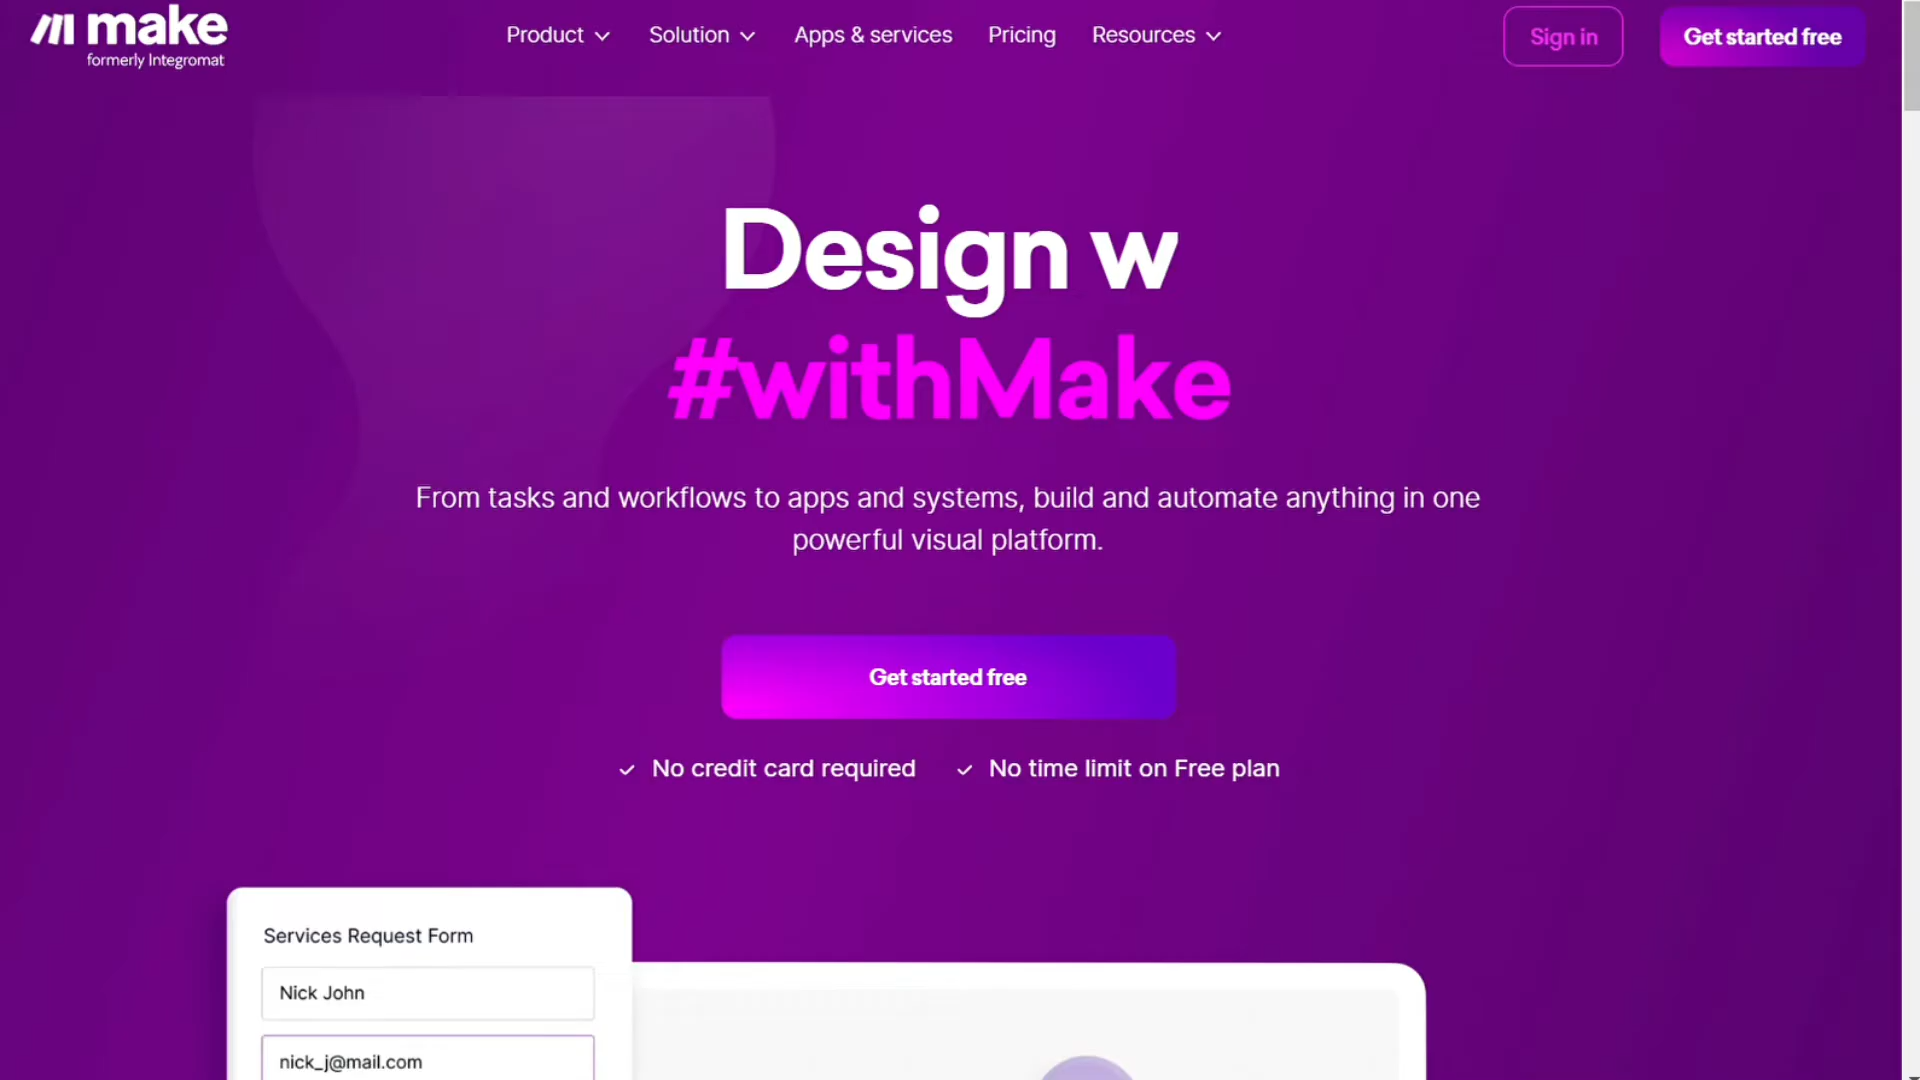 make
formerly Integromat
Product
Solution
Apps & services
Pricing
Resources
Sign in
Get started free
Design w
#withMake
From tasks and workflows to apps and systems, build and automate anything in one
powerful visual platform.
Get started free
No credit card required
No time limit on Free plan
Services Request Form
Nick John
nick_j@mail.com